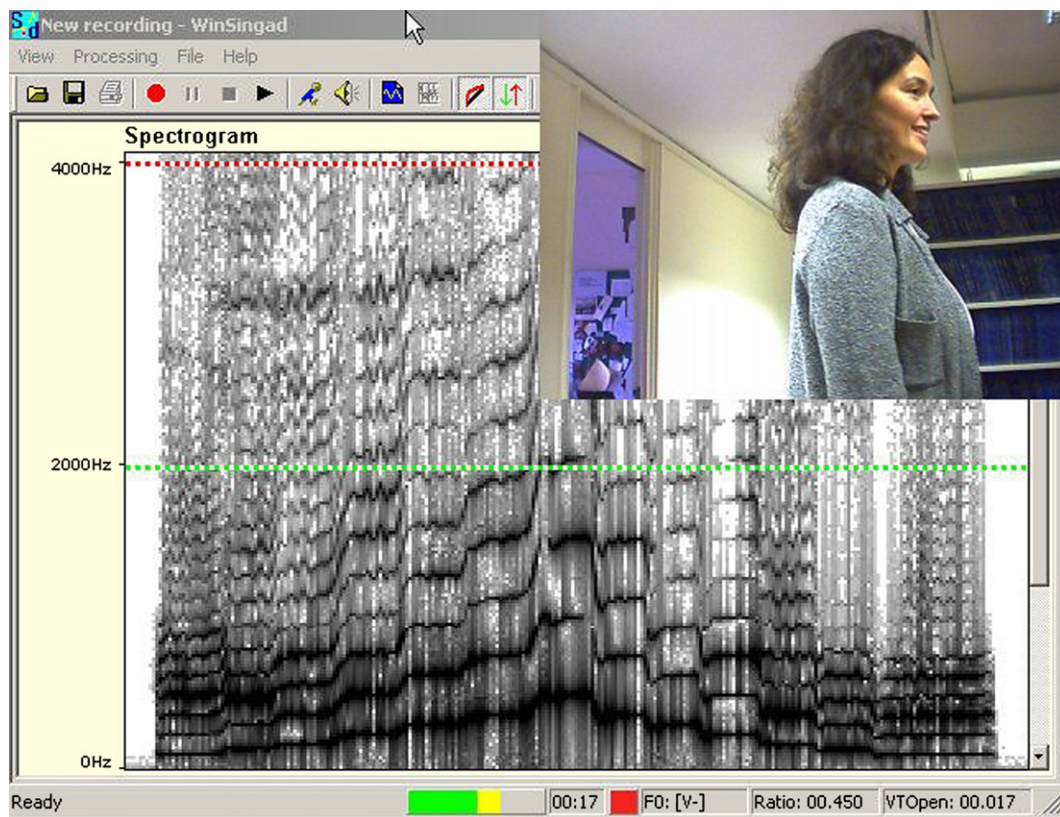 New recording - WinSingad
View Processing File Help
Spectrogram
4000Hz
2000Hz
0Hz
Ready
00:17
F0: [V-]
Ratio: 00.450
VTOpen: 00.017